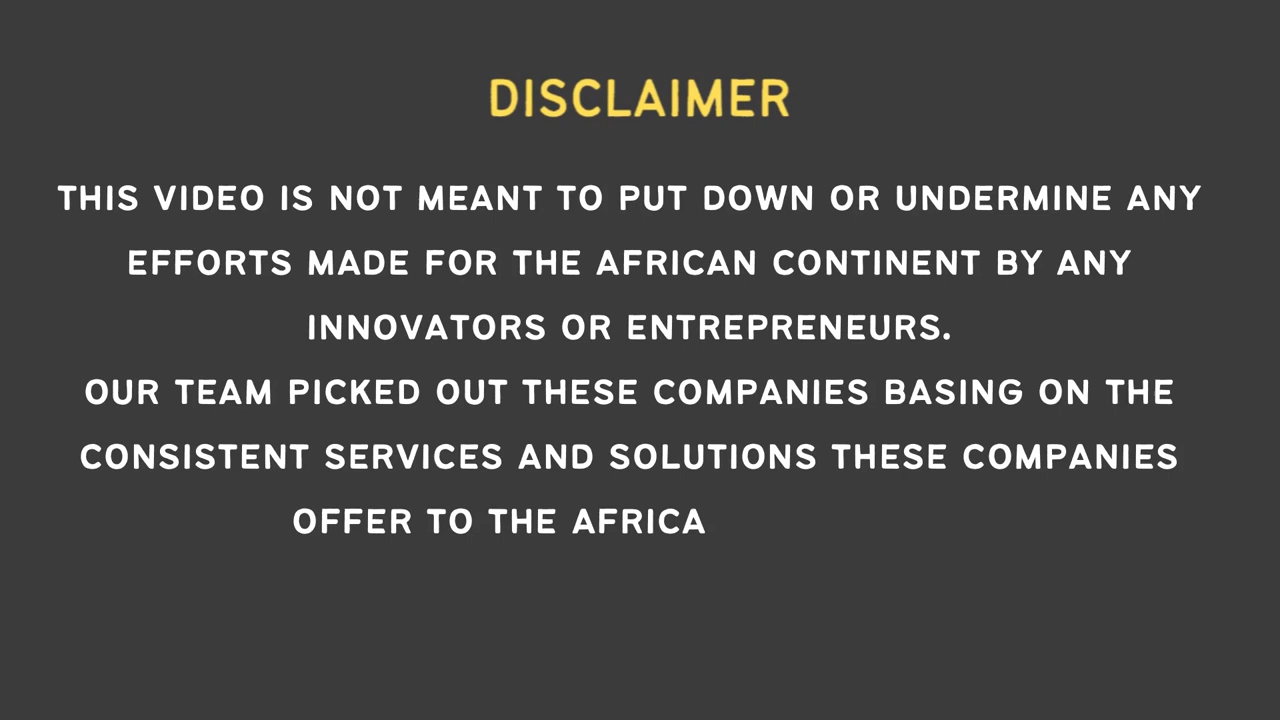 DISCLAIMER
THIS VIDEO IS NOT MEANT TO PUT DOWN OR UNDERMINE ANY
EFFORTS MADE FOR THE AFRICAN CONTINENT BY ANY
INNOVATORS OR ENTREPRENEURS.
OUR TEAM PICKED OUT THESE COMPANIES BASING ON THE
CONSISTENT SERVICES AND SOLUTIONS THESE COMPANIES
OFFER TO THE AFRICA